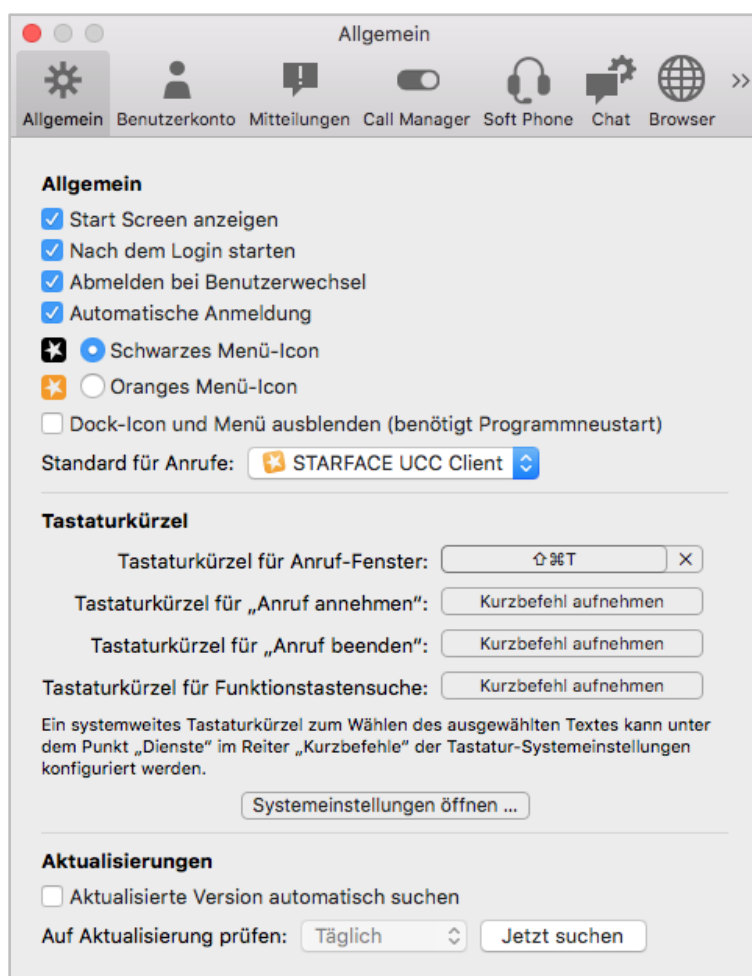 Allgemein
Allgemein Benutzerkonto Mitteilungen Call Manager Soft Phone Chat Browser
Allgemein
Start Screen anzeigen
Nach dem Login starten
Abmelden bei Benutzerwechsel
Automatische Anmeldung
Schwarzes Menü-Icon
Oranges Menü-Icon
Dock-Icon und Menü ausblenden (benötigt Programmneustart)
Standard für Anrufe: STARFACE UCC Client
Tastaturkürzel
Tastaturkürzel für Anruf-Fenster: ⇧⌘T
Tastaturkürzel für „Anruf annehmen“: Kurzbefehl aufnehmen
Tastaturkürzel für „Anruf beenden“: Kurzbefehl aufnehmen
Tastaturkürzel für Funktionstastensuche: Kurzbefehl aufnehmen
Ein systemweites Tastaturkürzel zum Wählen des ausgewählten Textes kann unter
dem Punkt „Dienste“ im Reiter „Kurzbefehle“ der Tastatur-Systemeinstellungen
konfiguriert werden.
Systemeinstellungen öffnen ...
Aktualisierungen
Aktualisierte Version automatisch suchen
Auf Aktualisierung prüfen: Täglich Jetzt suchen